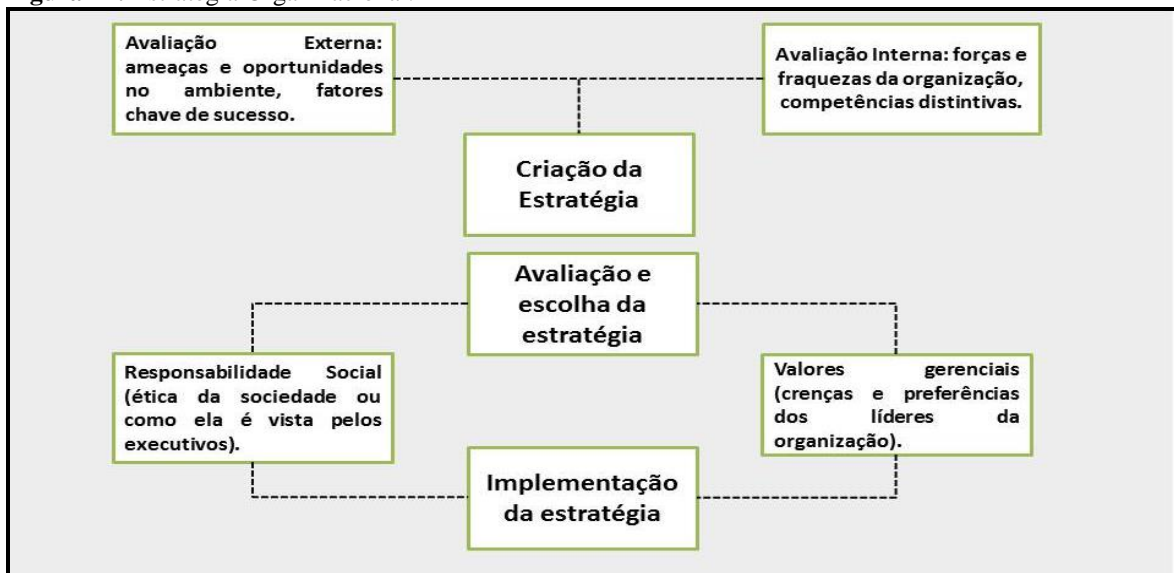 Avaliação Externa:
ameaças e oportunidades
no ambiente, fatores
chave de sucesso.
Avaliação Interna: forças e
fraquezas da organização,
competências distintivas.
Criação da
Estratégia
Avaliação e
escolha da
estratégia
Responsabilidade Social
(ética da sociedade ou
como ela é vista pelos
executivos).
Valores gerenciais
(crenças e preferências
dos líderes da
organização).
Implementação
da estratégia